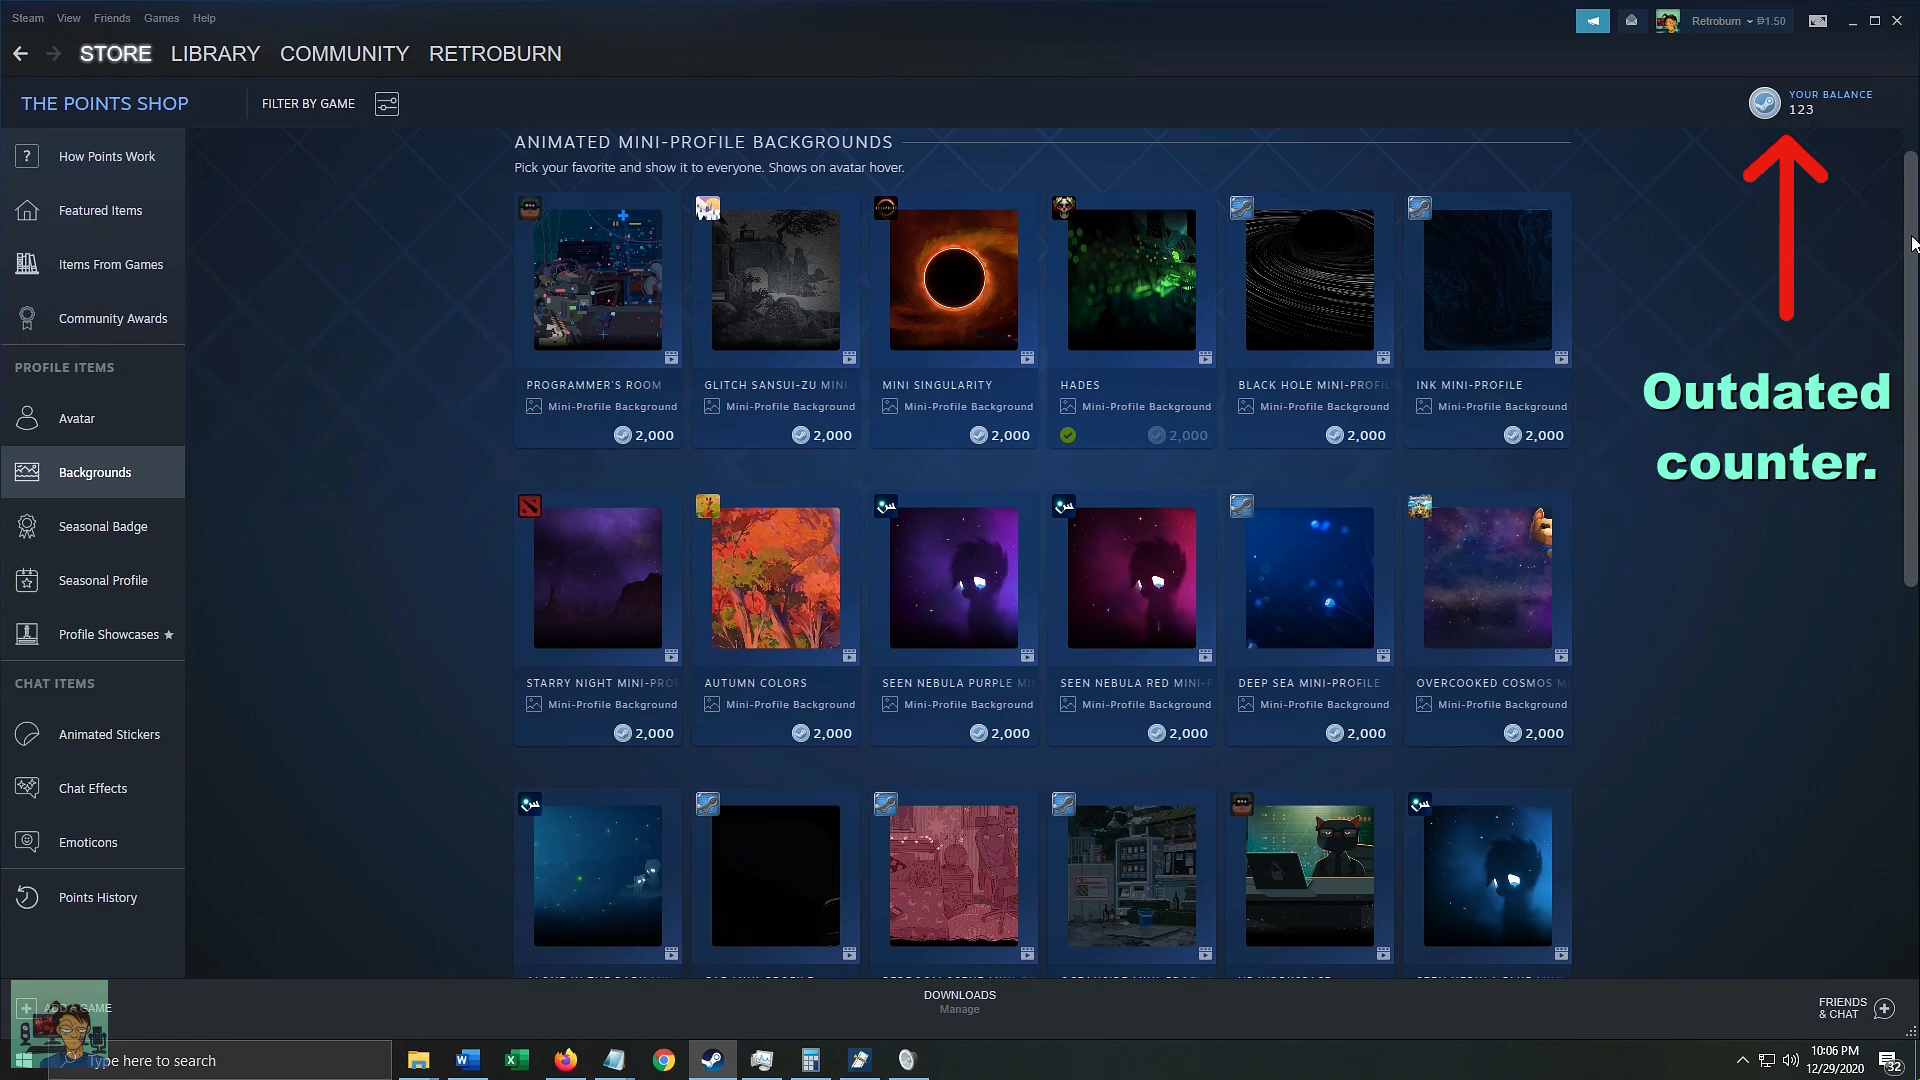 Steam View Friends Games Help
Retroburn ₱1.50
STORE LIBRARY COMMUNITY RETROBURN
THE POINTS SHOP
FILTER BY GAME
YOUR BALANCE
123
How Points Work
Featured Items
Items From Games
Community Awards
PROFILE ITEMS
Avatar
Backgrounds
Seasonal Badge
Seasonal Profile
Profile Showcases
CHAT ITEMS
Animated Stickers
Chat Effects
Emoticons
Points History
ANIMATED MINI-PROFILE BACKGROUNDS
Pick your favorite and show it to everyone. Shows on avatar hover.
PROGRAMMER'S ROOM GLITCH SANSUI-ZU MINI MINI SINGULARITY HADES BLACK HOLE MINI-PROFIL INK MINI-PROFILE
Mini-Profile Background Mini-Profile Background Mini-Profile Background Mini-Profile Background Mini-Profile Background Mini-Profile Background
2,000 2,000 2,000 2,000 2,000 2,000
STARRY NIGHT MINI-PROF AUTUMN COLORS SEEN NEBULA PURPLE MI SEEN NEBULA RED MINI-P DEEP SEA MINI-PROFILE OVERCOOKED COSMOS M
Mini-Profile Background Mini-Profile Background Mini-Profile Background Mini-Profile Background Mini-Profile Background Mini-Profile Background
2,000 2,000 2,000 2,000 2,000 2,000
Outdated
counter.
ADD A GAME
DOWNLOADS
Manage
FRIENDS
& CHAT
Type here to search
10:06 PM
12/29/2020
32